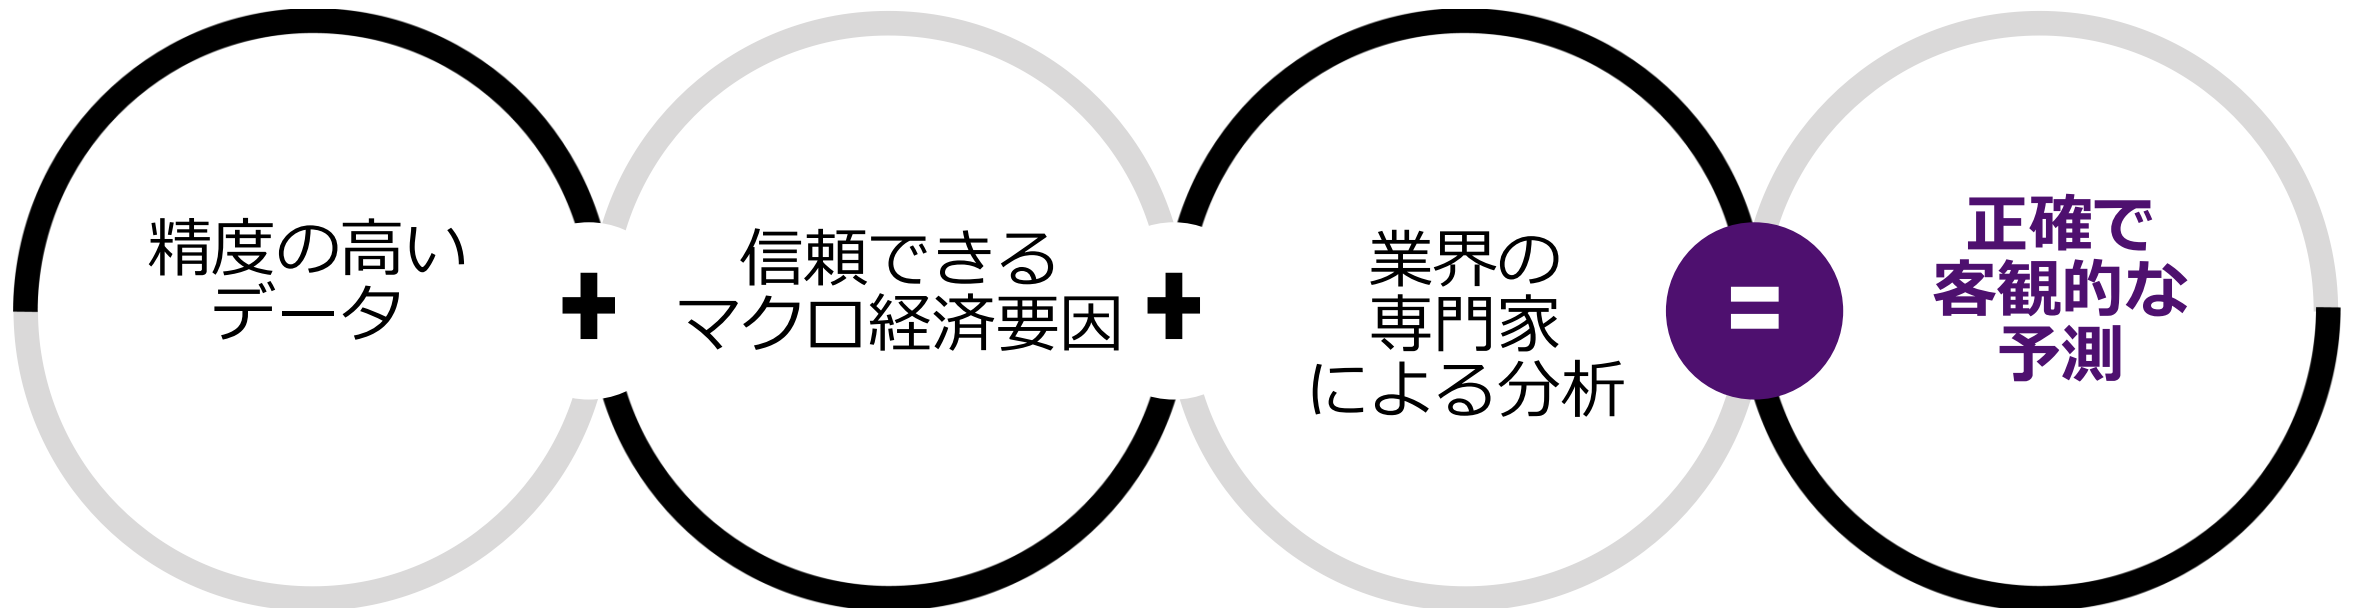 精度の高い
データ
+
信頼できる
マクロ経済要因
+
業界の
専門家
による分析
=
正確で
客観的な
予測